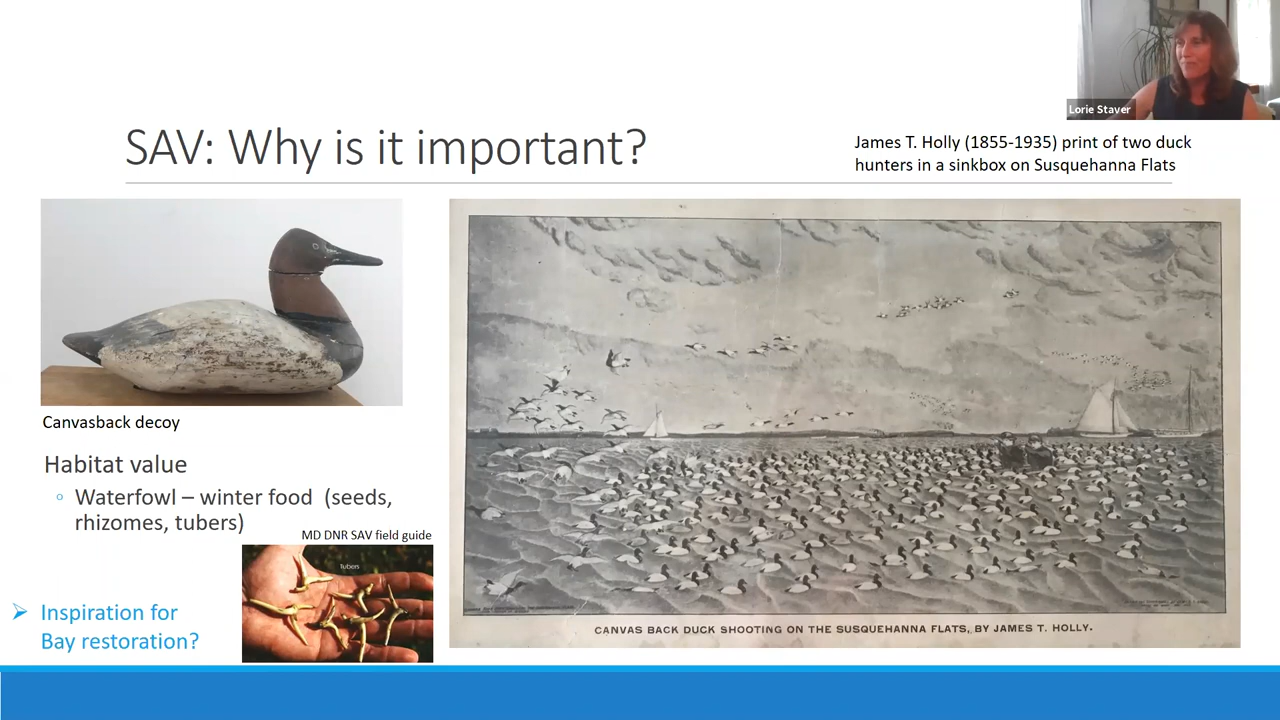 Lorie Staver
SAV: Why is it important?
James T. Holly (1855-1935) print of two duck
hunters in a sinkbox on Susquehanna Flats
Canvasback decoy
Habitat value
Waterfowl – winter food (seeds,
rhizomes, tubers)
MD DNR SAV field guide
Tubers
Inspiration for
Bay restoration?
CANVAS BACK DUCK SHOOTING ON THE SUSQUEHANNA FLATS, BY JAMES T. HOLLY.